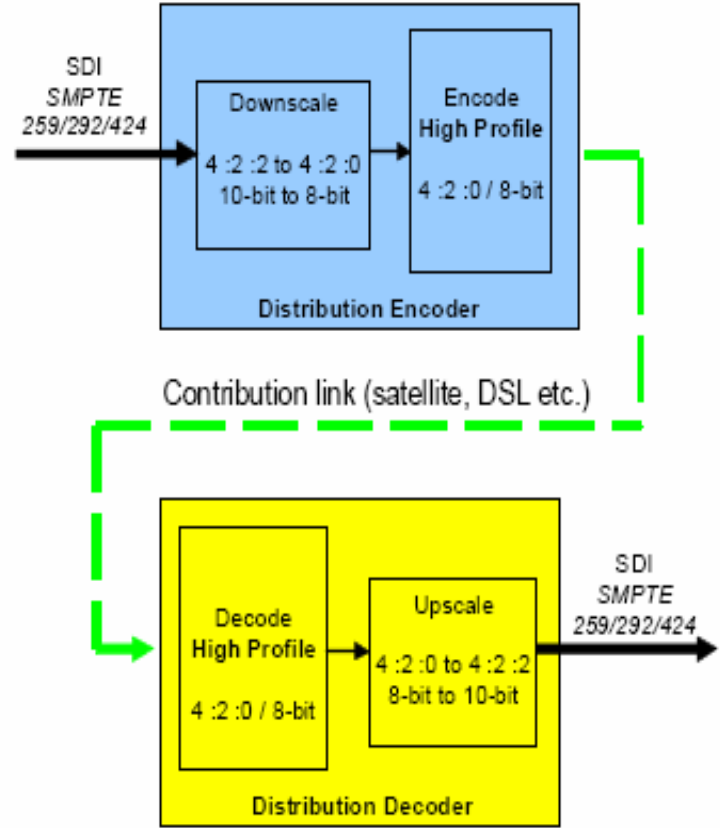 SDI
SMPTE
259/292/424
Downscale
4 :2 :2 to 4 :2 :0
10-bit to 8-bit
Encode
High Profile
4 :2 :0 / 8-bit
Distribution Encoder
Contribution link (satellite, DSL etc.)
Decode
High Profile
4 :2 :0 / 8-bit
Upscale
4 :2 :0 to 4 :2 :2
8-bit to 10-bit
SDI
SMPTE
259/292/424
Distribution Decoder